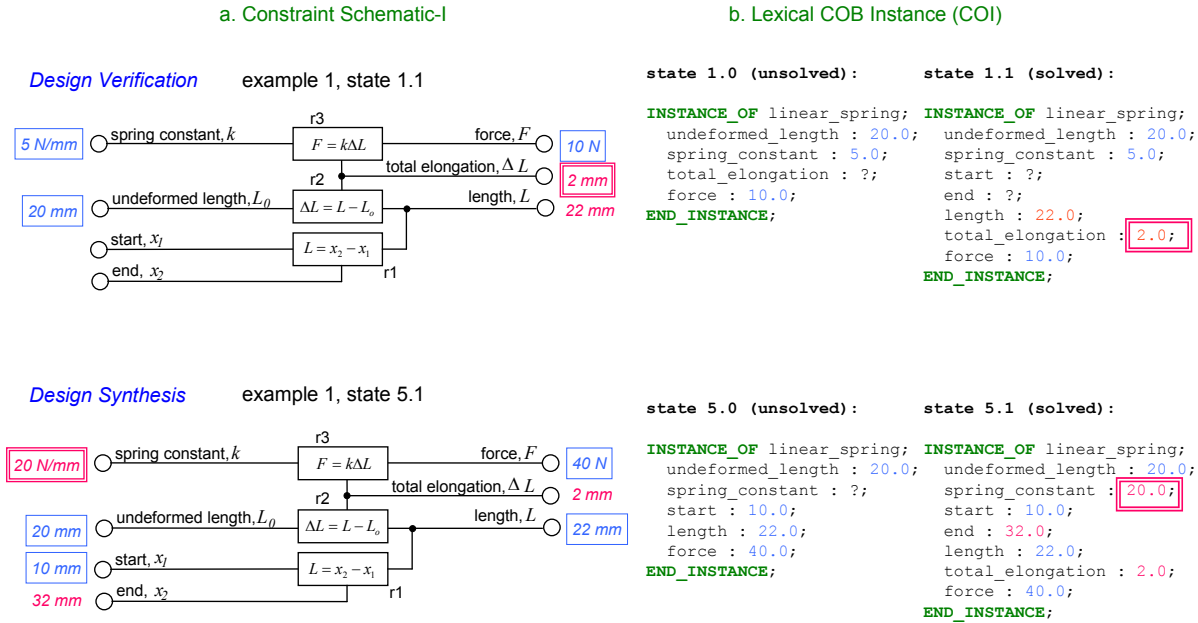 a. Constraint Schematic-I
b. Lexical COB Instance (COI)
Design Verification
example 1, state 1.1
r3
5 N/mm
spring constant, k
F = kΔL
force, F
10 N
total elongation, Δ L
2 mm
r2
20 mm
undeformed length, L0
ΔL = L – Lo
length, L
22 mm
start, x1
L = x2 – x1
end, x2
r1
state 1.0 (unsolved):
INSTANCE_OF linear_spring;
undeformed_length : 20.0;
spring_constant : 5.0;
total_elongation : ?;
force : 10.0;
END_INSTANCE;
state 1.1 (solved):
INSTANCE_OF linear_spring;
undeformed_length : 20.0;
spring_constant : 5.0;
start : ?;
end : ?;
length : 22.0;
total_elongation : 2.0;
force : 10.0;
END_INSTANCE;
Design Synthesis
example 1, state 5.1
r3
20 N/mm
spring constant, k
F = kΔL
force, F
40 N
total elongation, Δ L
2 mm
r2
20 mm
undeformed length, L0
ΔL = L – Lo
length, L
22 mm
10 mm
start, x1
L = x2 – x1
32 mm
end, x2
r1
state 5.0 (unsolved):
INSTANCE_OF linear_spring;
undeformed_length : 20.0;
spring_constant : ?;
start : 10.0;
length : 22.0;
force : 40.0;
END_INSTANCE;
state 5.1 (solved):
INSTANCE_OF linear_spring;
undeformed_length : 20.0;
spring_constant : 20.0;
start : 10.0;
end : 32.0;
length : 22.0;
total_elongation : 2.0;
force : 40.0;
END_INSTANCE;